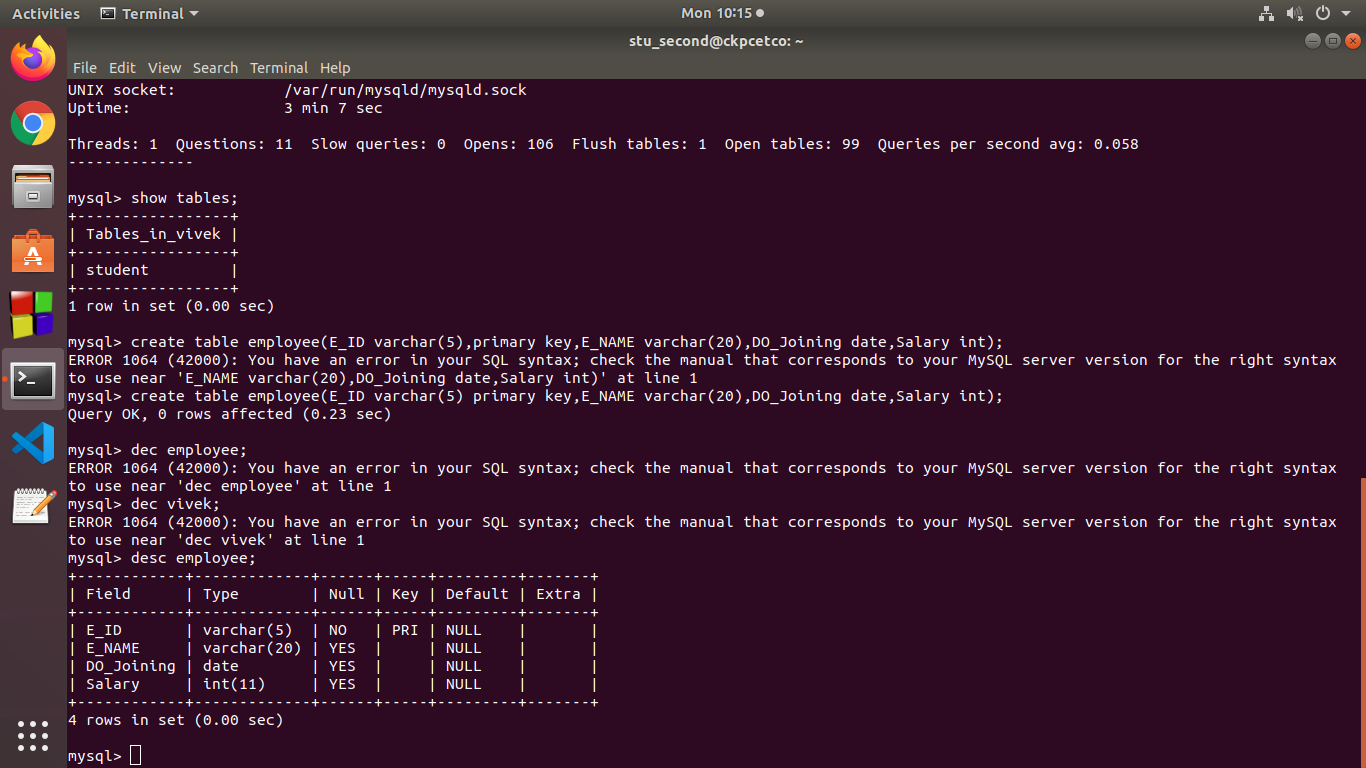 Activities Terminal Mon 10:15
stu_second@ckpcetco: ~
File Edit View Search Terminal Help
UNIX socket:            /var/run/mysqld/mysqld.sock
Uptime:                 3 min 7 sec
Threads: 1  Questions: 11  Slow queries: 0  Opens: 106  Flush tables: 1  Open tables: 99  Queries per second avg: 0.058
--------------
mysql> show tables;
+-----------------+
| Tables_in_vivek |
+-----------------+
| student         |
+-----------------+
1 row in set (0.00 sec)
mysql> create table employee(E_ID varchar(5),primary key,E_NAME varchar(20),DO_Joining date,Salary int);
ERROR 1064 (42000): You have an error in your SQL syntax; check the manual that corresponds to your MySQL server version for the right syntax
to use near 'E_NAME varchar(20),DO_Joining date,Salary int)' at line 1
mysql> create table employee(E_ID varchar(5) primary key,E_NAME varchar(20),DO_Joining date,Salary int);
Query OK, 0 rows affected (0.23 sec)
mysql> dec employee;
ERROR 1064 (42000): You have an error in your SQL syntax; check the manual that corresponds to your MySQL server version for the right syntax
to use near 'dec employee' at line 1
mysql> dec vivek;
ERROR 1064 (42000): You have an error in your SQL syntax; check the manual that corresponds to your MySQL server version for the right syntax
to use near 'dec vivek' at line 1
mysql> desc employee;
+------------+-------------+------+-----+---------+-------+
| Field      | Type        | Null | Key | Default | Extra |
+------------+-------------+------+-----+---------+-------+
| E_ID       | varchar(5)  | NO   | PRI | NULL    |       |
| E_NAME     | varchar(20) | YES  |     | NULL    |       |
| DO_Joining | date        | YES  |     | NULL    |       |
| Salary     | int(11)     | YES  |     | NULL    |       |
+------------+-------------+------+-----+---------+-------+
4 rows in set (0.00 sec)
mysql>